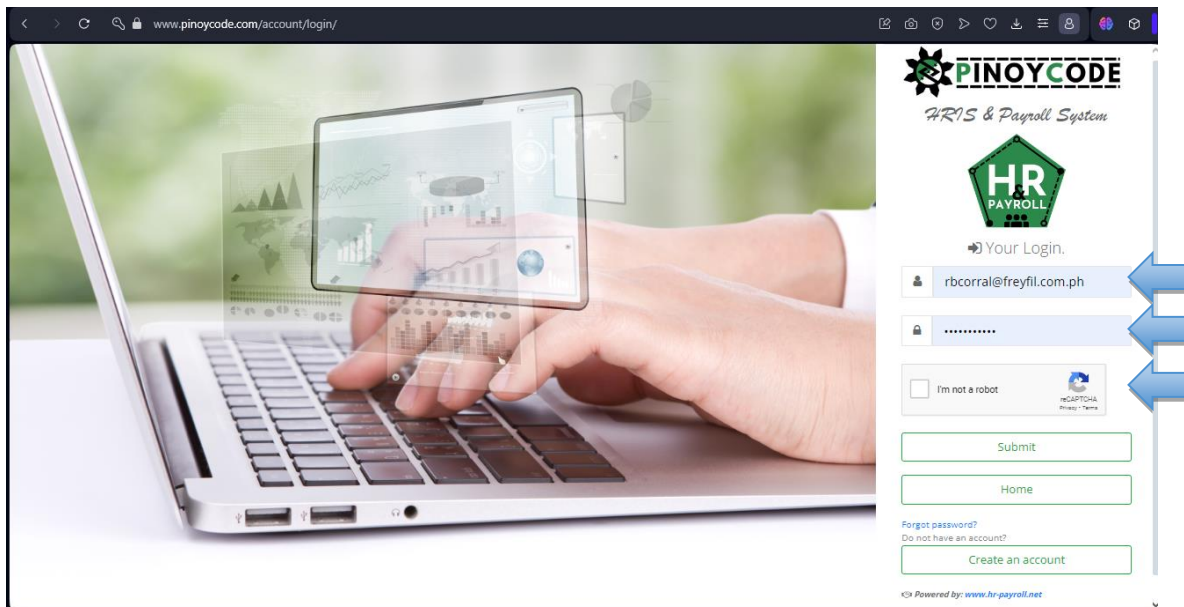 www.pinoycode.com/account/login/
PINOYCODE
HRIS & Payroll System
HR
&
PAYROLL
Your Login.
rbcorral@freyfil.com.ph
•••••••••••
I'm not a robot
reCAPTCHA
Privacy - Terms
Submit
Home
Forgot password?
Do not have an account?
Create an account
Powered by: www.hr-payroll.net